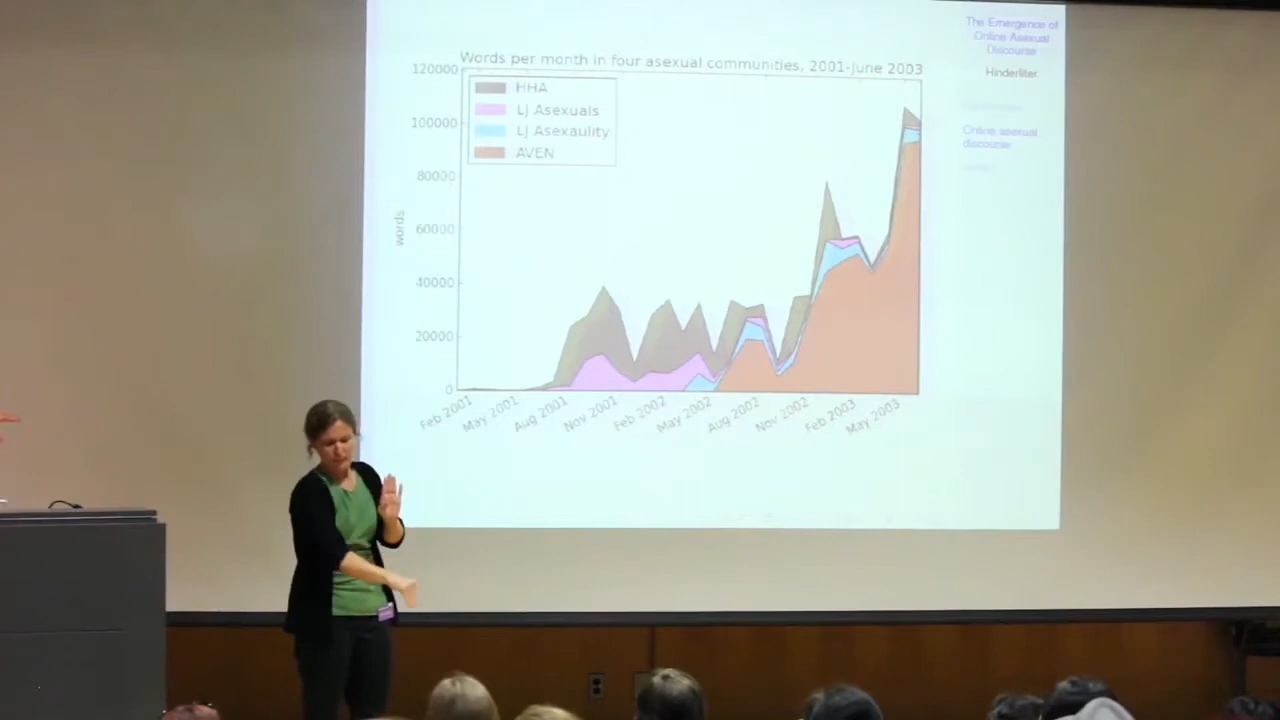 The Emergence of
Online Asexual
Discourse
Hinderliter
Online asexual
discourse
Words per month in four asexual communities, 2001-June 2003
HHA
LJ Asexuals
LJ Asexaulity
AVEN
words
120000
100000
80000
60000
40000
20000
0
Feb 2001
May 2001
Aug 2001
Nov 2001
Feb 2002
May 2002
Aug 2002
Nov 2002
Feb 2003
May 2003